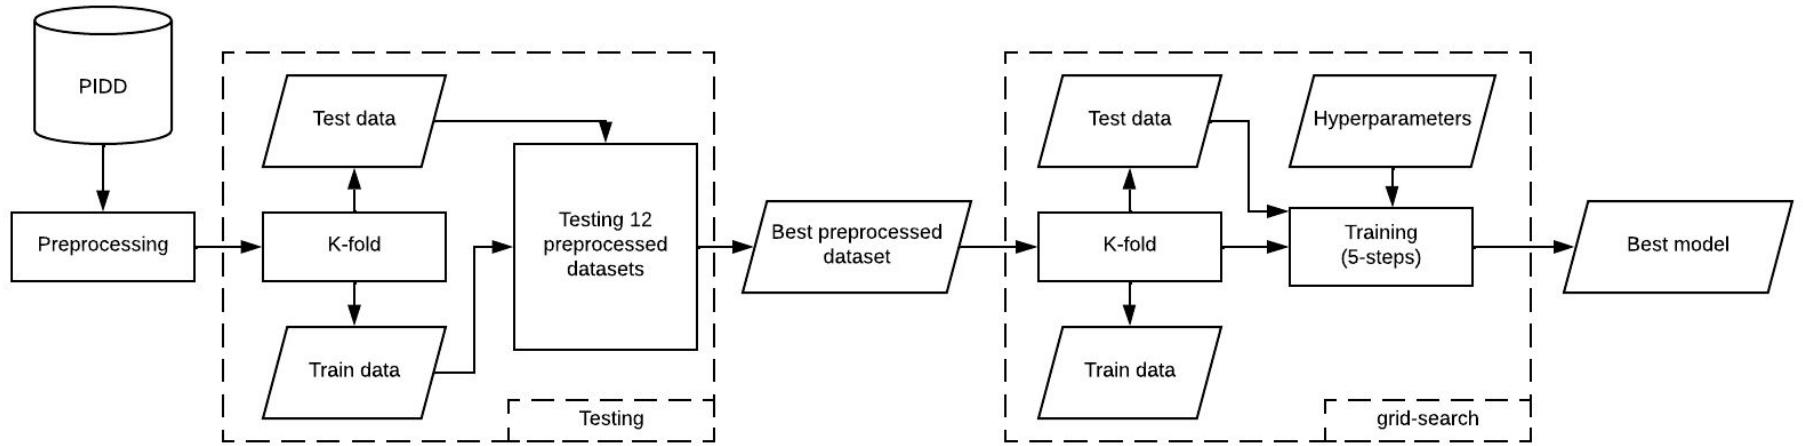 PIDD
Preprocessing
Test data
K-fold
Train data
Testing 12
preprocessed
datasets
Testing
Best preprocessed
dataset
Test data
K-fold
Train data
Hyperparameters
Training
(5-steps)
grid-search
Best model